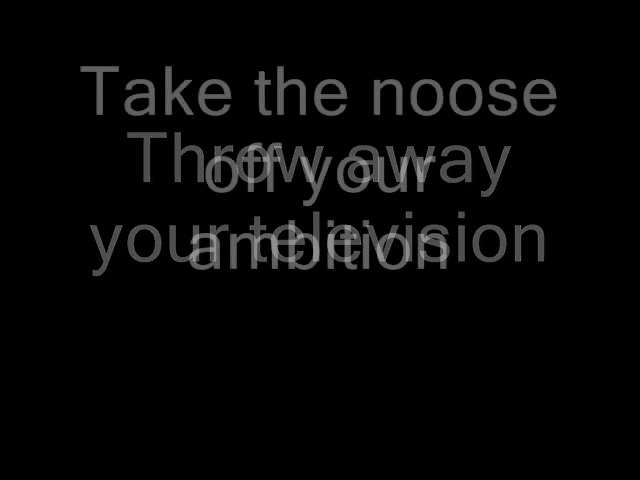 Take the noose
off your
ambition
Throw away
your television